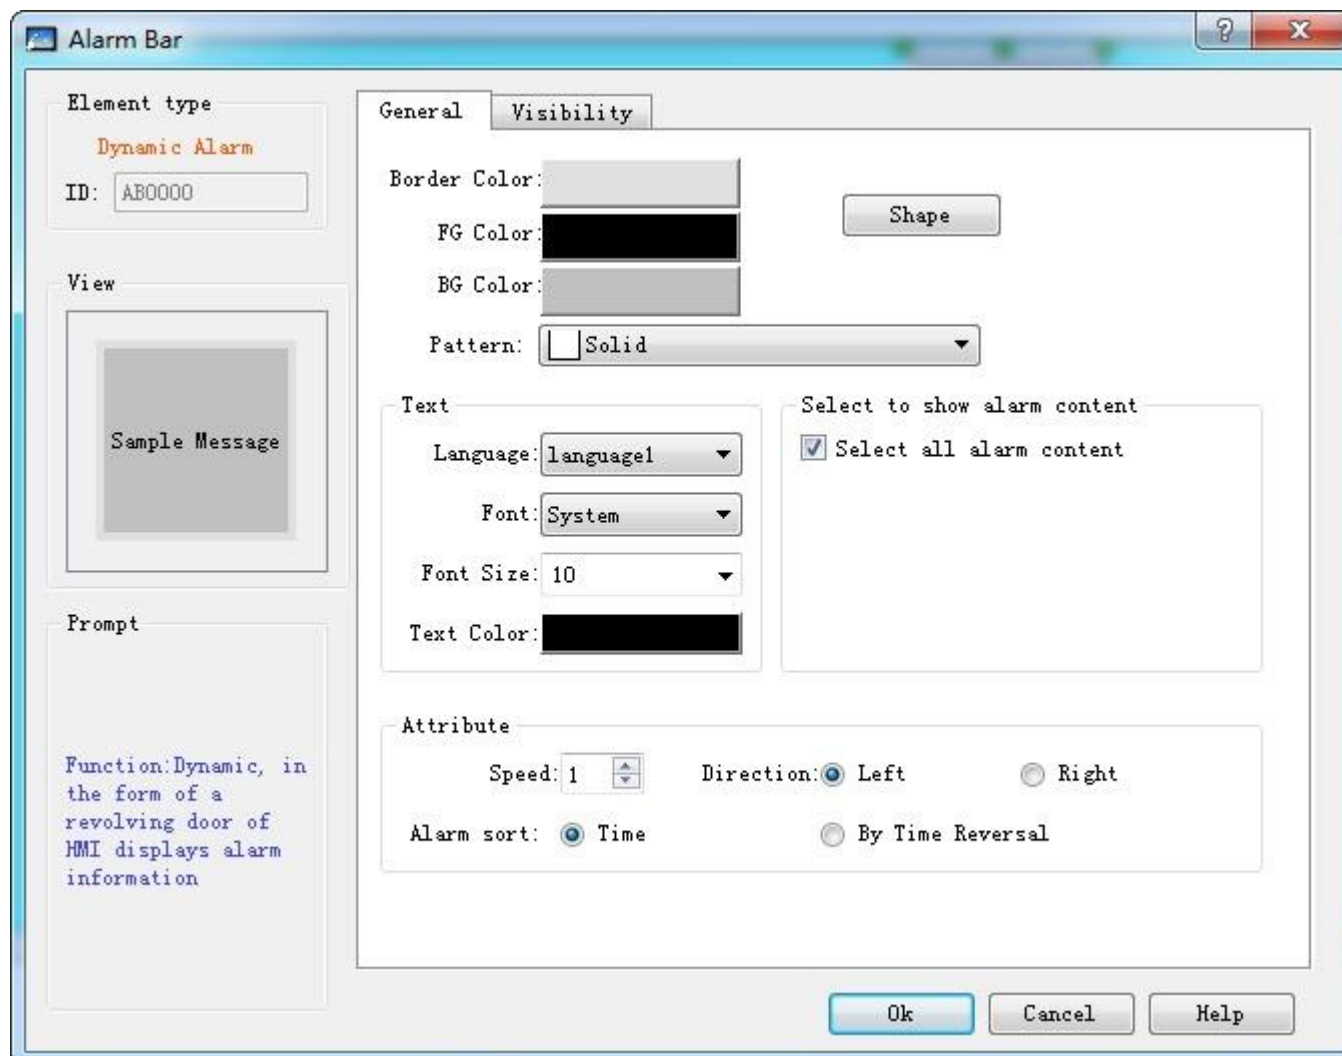 Alarm Bar
Element type
Dynamic Alarm
ID: AB0000
View
Sample Message
Prompt
Function:Dynamic, in
the form of a
revolving door of
HMI displays alarm
information
General Visibility
Border Color:
Shape
FG Color:
BG Color:
Pattern: Solid
Text
Language: language1
Font: System
Font Size: 10
Text Color:
Select to show alarm content
Select all alarm content
Attribute
Speed: 1 Direction: Left Right
Alarm sort: Time By Time Reversal
Ok Cancel Help